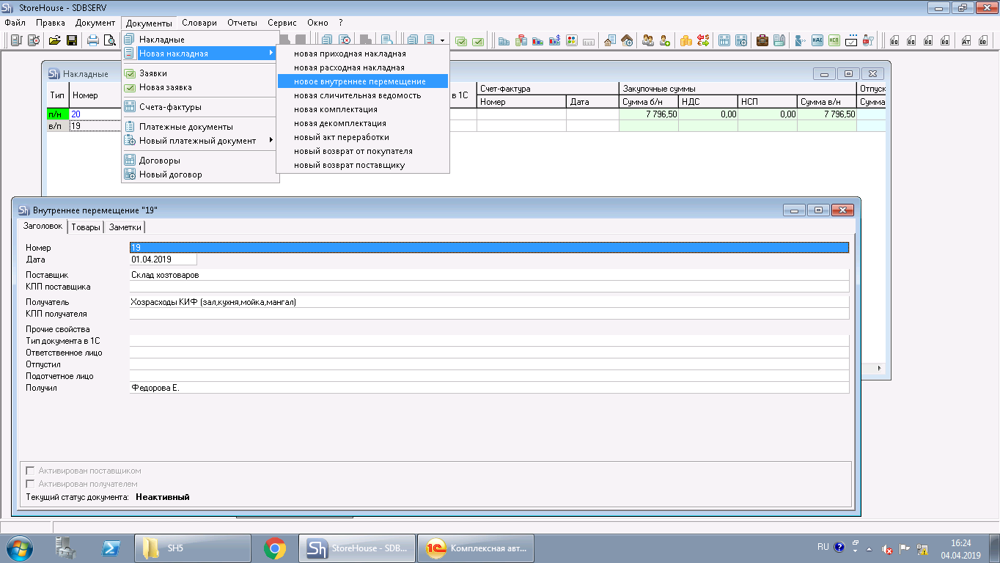 StoreHouse - SDBSERV
Файл Правка Документ Документы Словари Отчеты Сервис Окно ?
НДС НСП
Накладные
Новая накладная
Заявки
Новая заявка
Счета-фактуры
Платежные документы
Новый платежный документ
Договоры
Новый договор
новая приходная накладная
новая расходная накладная
новое внутреннее перемещение
новая сличительная ведомость
новая комплектация
новая декомплектация
новый акт переработки
новый возврат от покупателя
новый возврат поставщику
Накладные
Тип Номер в 1С Счет-фактура Закупочные суммы Отпуск
Номер Дата Сумма б/н НДС НСП Сумма в/н Сумма
п/н 20 7 796,50 0,00 0,00 7 796,50
в/п 19
Внутреннее перемещение "19"
Заголовок Товары Заметки
Номер 19
Дата 01.04.2019
Поставщик Склад хозтоваров
КПП поставщика
Получатель Хозрасходы КИФ (зал,кухня,мойка,мангал)
КПП получателя
Прочие свойства
Тип документа в 1С
Ответственное лицо
Отпустил
Подотчетное лицо
Получил Федорова Е.
Активирован поставщиком
Активирован получателем
Текущий статус документа: Неактивный
SH5 StoreHouse - SDB... Комплексная авт... RU 16:24
04.04.2019